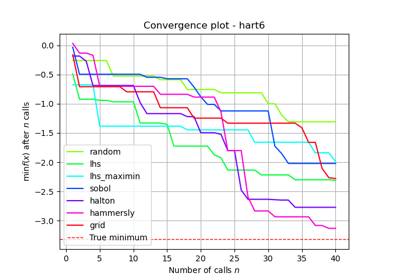 Convergence plot - hart6
min f(x) after n calls
0.0
−0.5
−1.0
−1.5
−2.0
−2.5
−3.0
random
lhs
lhs_maximin
sobol
halton
hammersly
grid
True minimum
0 5 10 15 20 25 30 35 40
Number of calls n